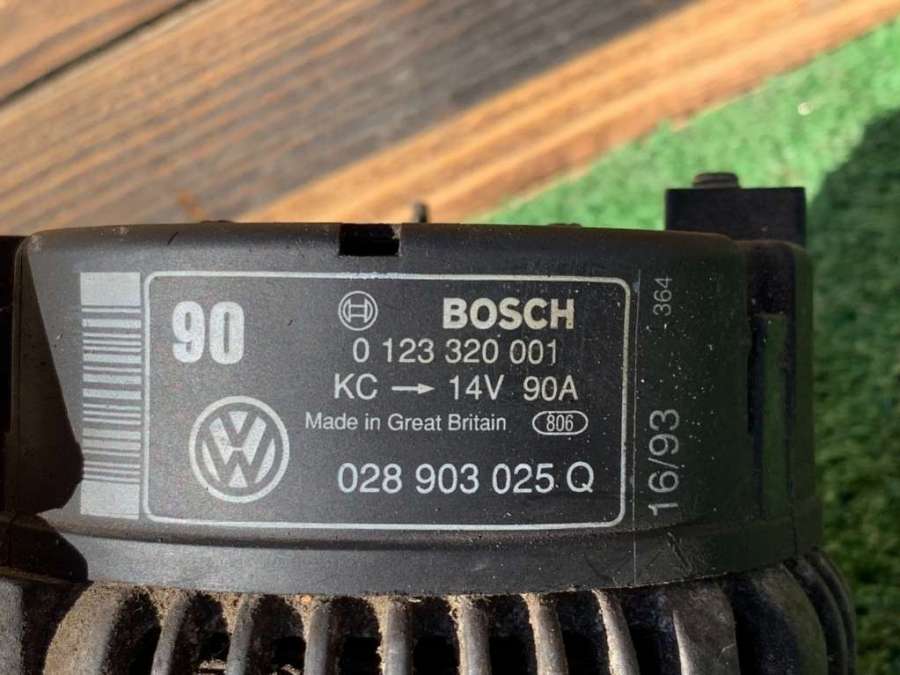 90
BOSCH
0 123 320 001
KC → 14V 90A
Made in Great Britain 806
VW
028 903 025 Q
16/93 364